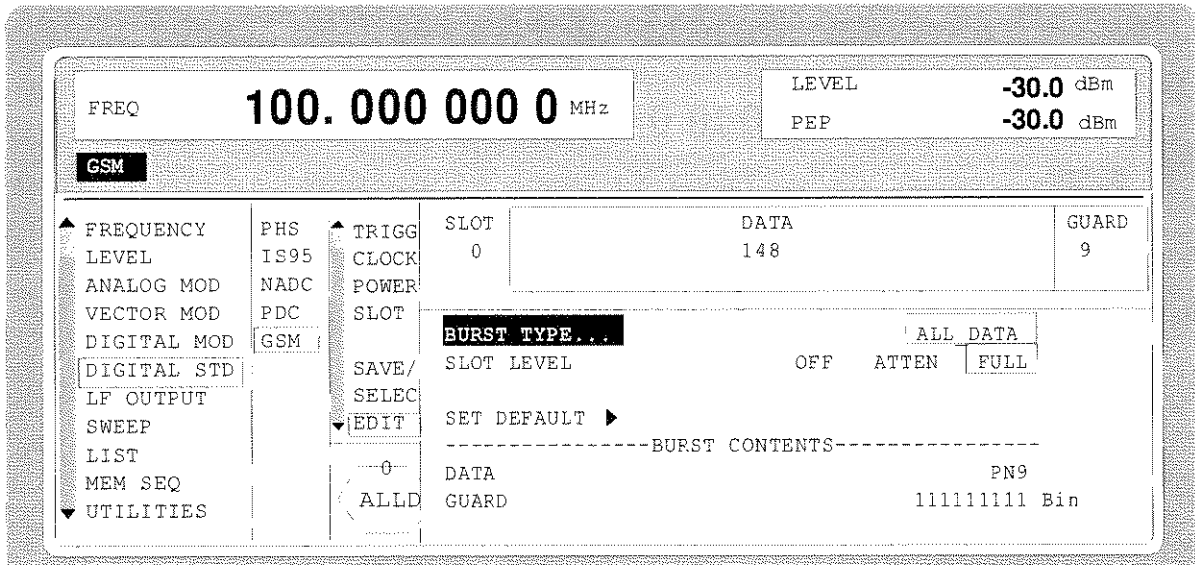 FREQ 100. 000 000 0 MHz
LEVEL -30.0 dBm
PEP -30.0 dBm
GSM
FREQUENCY
LEVEL
ANALOG MOD
VECTOR MOD
DIGITAL MOD
DIGITAL STD
LF OUTPUT
SWEEP
LIST
MEM SEQ
UTILITIES
PHS
IS95
NADC
PDC
GSM
TRIGG
CLOCK
POWER
SLOT
SAVE/
SELEC
EDIT
0
ALLD
SLOT DATA GUARD
0 148 9
BURST TYPE... ALL DATA
SLOT LEVEL OFF ATTEN FULL
SET DEFAULT
-----------------BURST CONTENTS-----------------
DATA PN9
GUARD 111111111 Bin